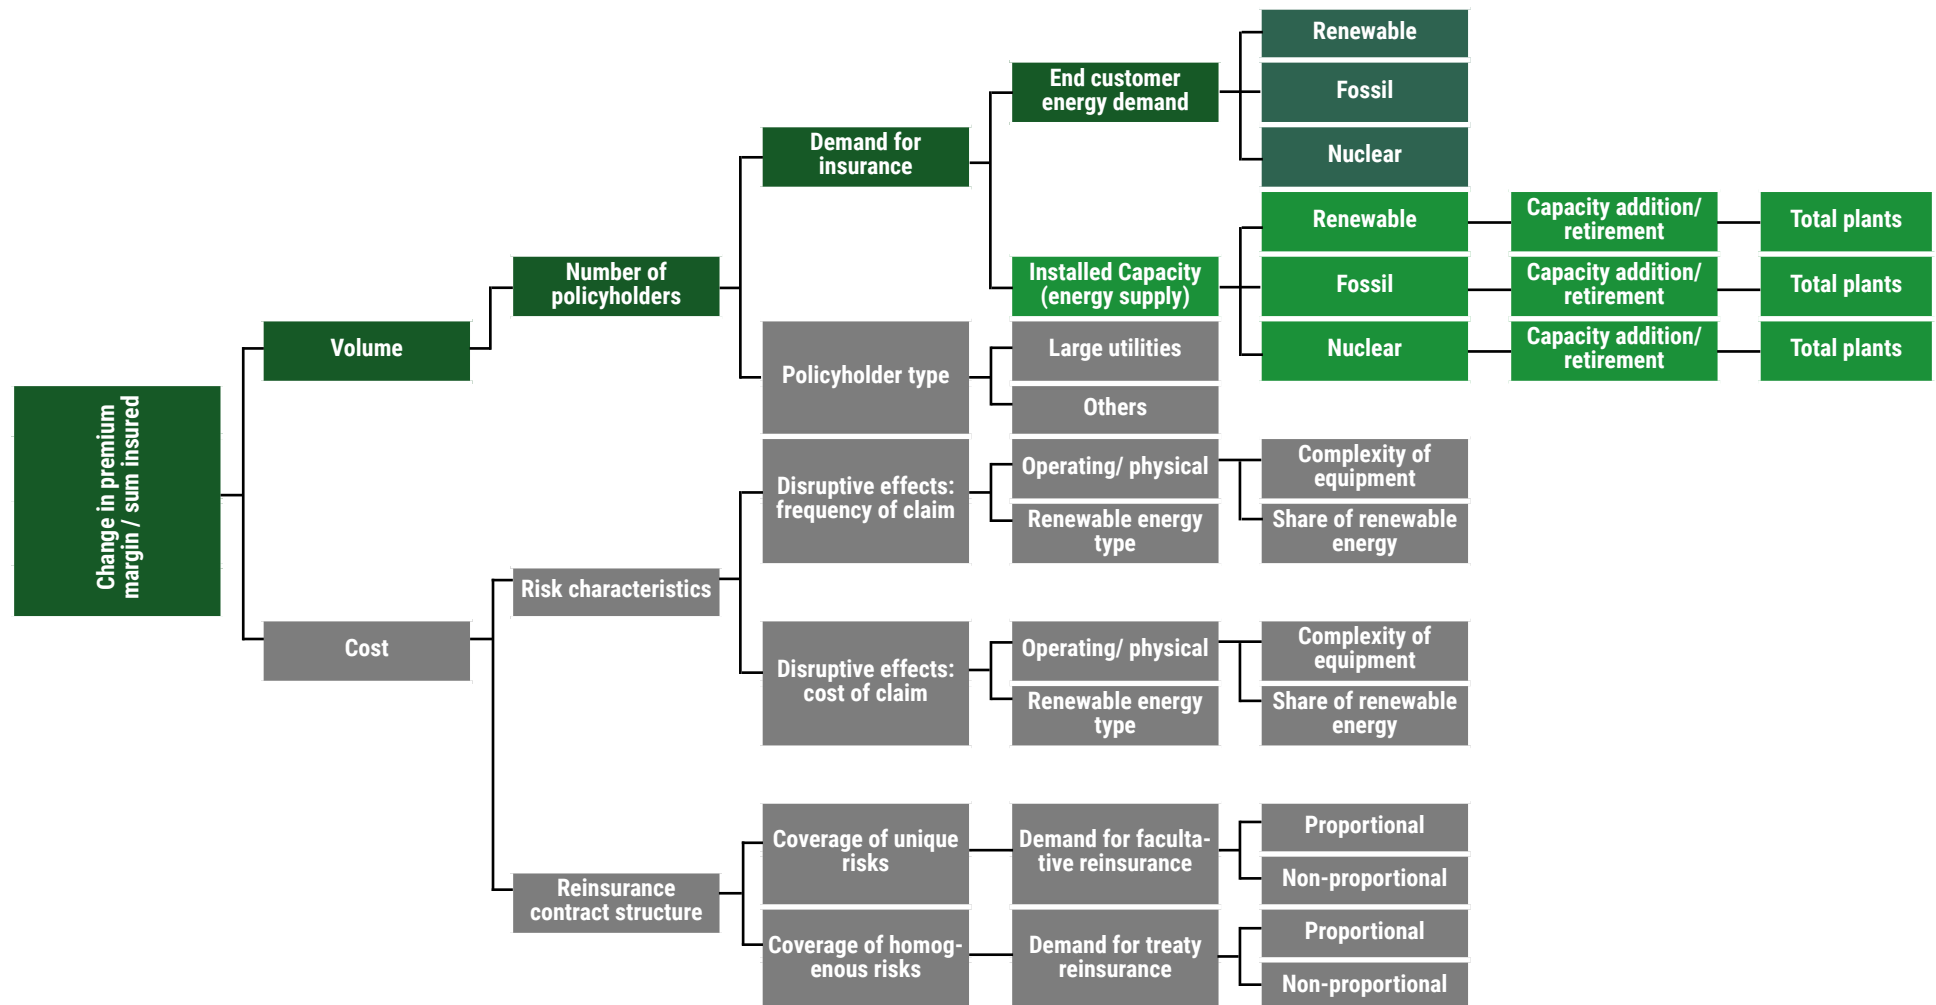 Change in premium
margin / sum insured
Volume
Cost
Number of
policyholders
Risk characteristics
Reinsurance
contract structure
Demand for
insurance
Policyholder type
Disruptive effects:
frequency of claim
Disruptive effects:
cost of claim
Coverage of unique
risks
Coverage of homog-
enous risks
End customer
energy demand
Installed Capacity
(energy supply)
Large utilities
Others
Operating/ physical
Renewable energy
type
Operating/ physical
Renewable energy
type
Demand for faculta-
tive reinsurance
Demand for treaty
reinsurance
Renewable
Fossil
Nuclear
Renewable
Fossil
Nuclear
Complexity of
equipment
Share of renewable
energy
Complexity of
equipment
Share of renewable
energy
Proportional
Non-proportional
Proportional
Non-proportional
Capacity addition/
retirement
Capacity addition/
retirement
Capacity addition/
retirement
Total plants
Total plants
Total plants